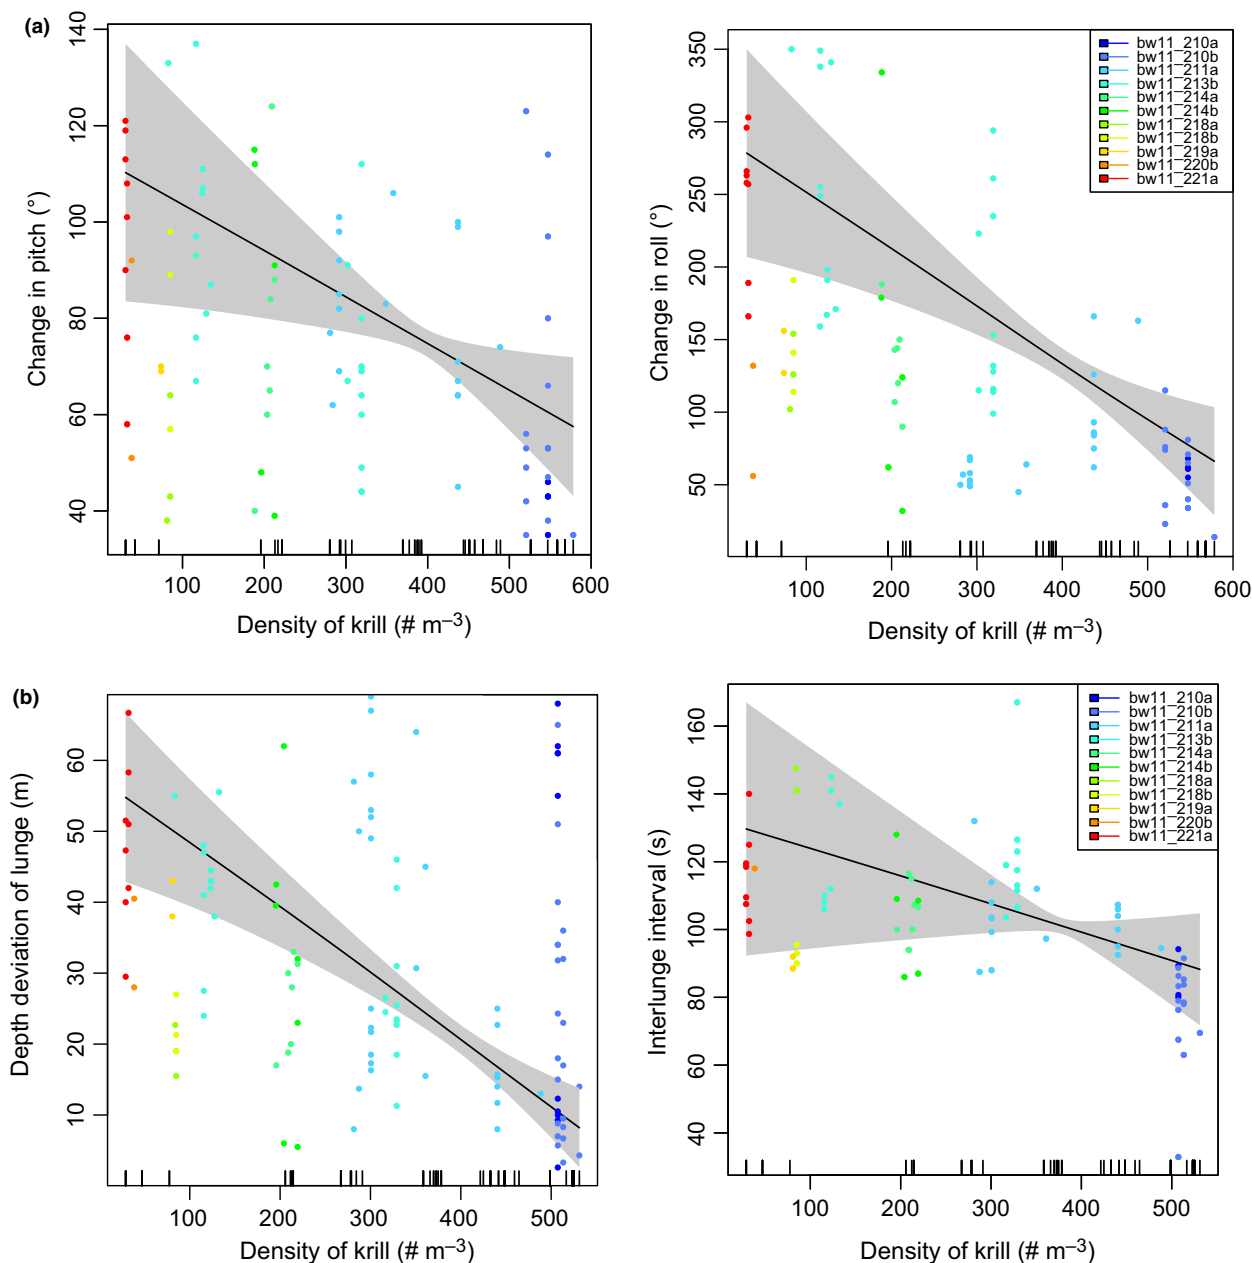 (a)
140
120
100
80
60
40
Change in pitch (°)
100 200 300 400 500 600
Density of krill (# m–3)
350
300
250
200
150
100
50
Change in roll (°)
bw11_210a
bw11_210b
bw11_211a
bw11_213b
bw11_214a
bw11_214b
bw11_218a
bw11_218b
bw11_219a
bw11_220b
bw11_221a
100 200 300 400 500 600
Density of krill (# m–3)
(b)
60
50
40
30
20
10
Depth deviation of lunge (m)
100 200 300 400 500
Density of krill (# m–3)
160
140
120
100
80
60
40
Interlunge interval (s)
bw11_210a
bw11_210b
bw11_211a
bw11_213b
bw11_214a
bw11_214b
bw11_218a
bw11_218b
bw11_219a
bw11_220b
bw11_221a
100 200 300 400 500
Density of krill (# m–3)